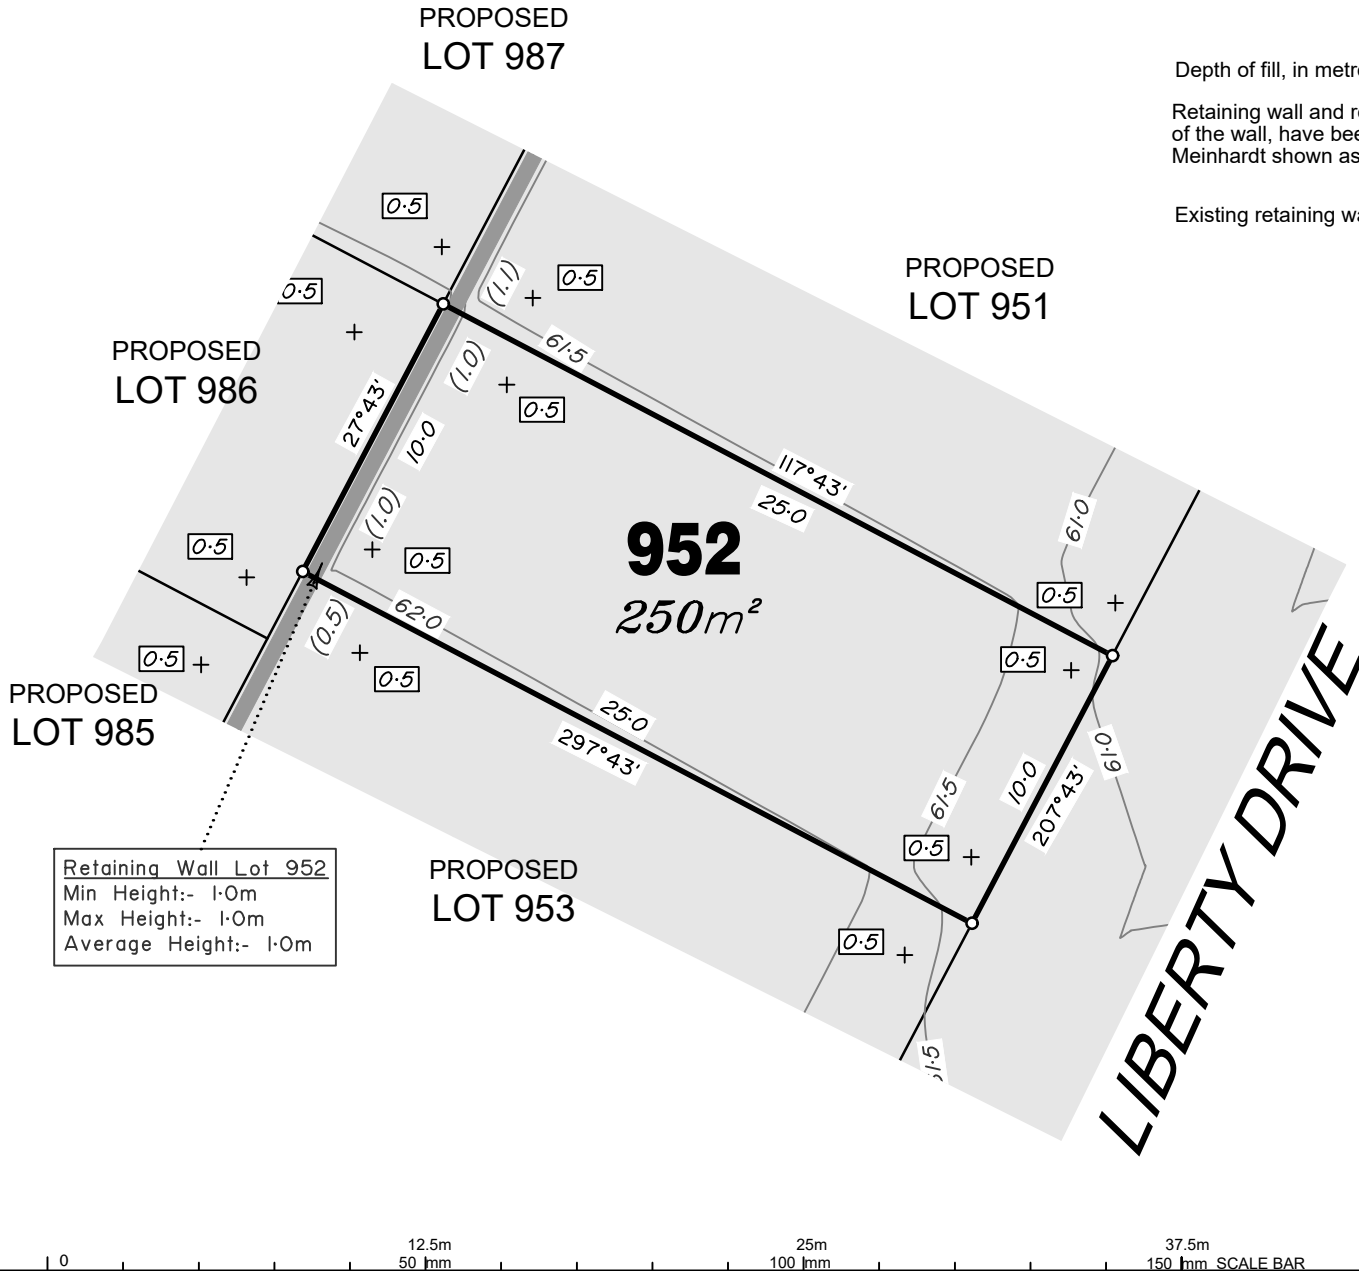 PROPOSED
LOT 987
Depth of fill, in metr
Retaining wall and r
of the wall, have bee
Meinhardt shown as
Existing retaining wa
0·5
0·5
0·5
(1.1)
PROPOSED
LOT 951
PROPOSED
LOT 986
61·5
(1.0)
0·5
27°43'
10·0
117°43'
25·0
(1.0)
61·0
952
250m²
0·5
0·5
0·5
62·0
(0.5)
0·5
0·5
0·5
PROPOSED
LOT 985
25·0
297°43'
61·0
10·0
207°43'
61·5
LIBERTY DRIVE
0·5
Retaining Wall Lot 952
Min Height:- 1·0m
Max Height:- 1·0m
Average Height:- 1·0m
PROPOSED
LOT 953
0·5
1·5
0
12.5m
50 mm
25m
100 mm
37.5m
150 mm SCALE BAR